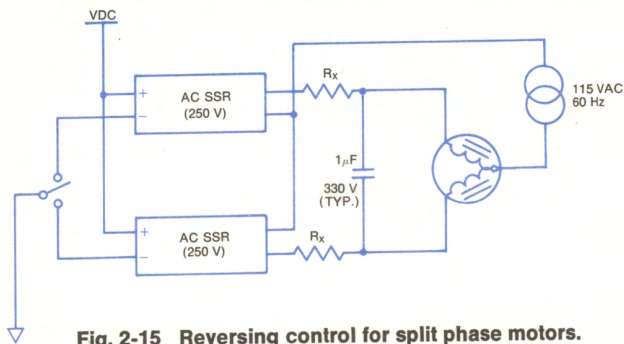 VDC
+
AC SSR
(250 V)
−
RX
115 VAC
60 Hz
1μF
330 V
(TYP.)
+
AC SSR
(250 V)
−
RX
Fig. 2-15 Reversing control for split phase motors.